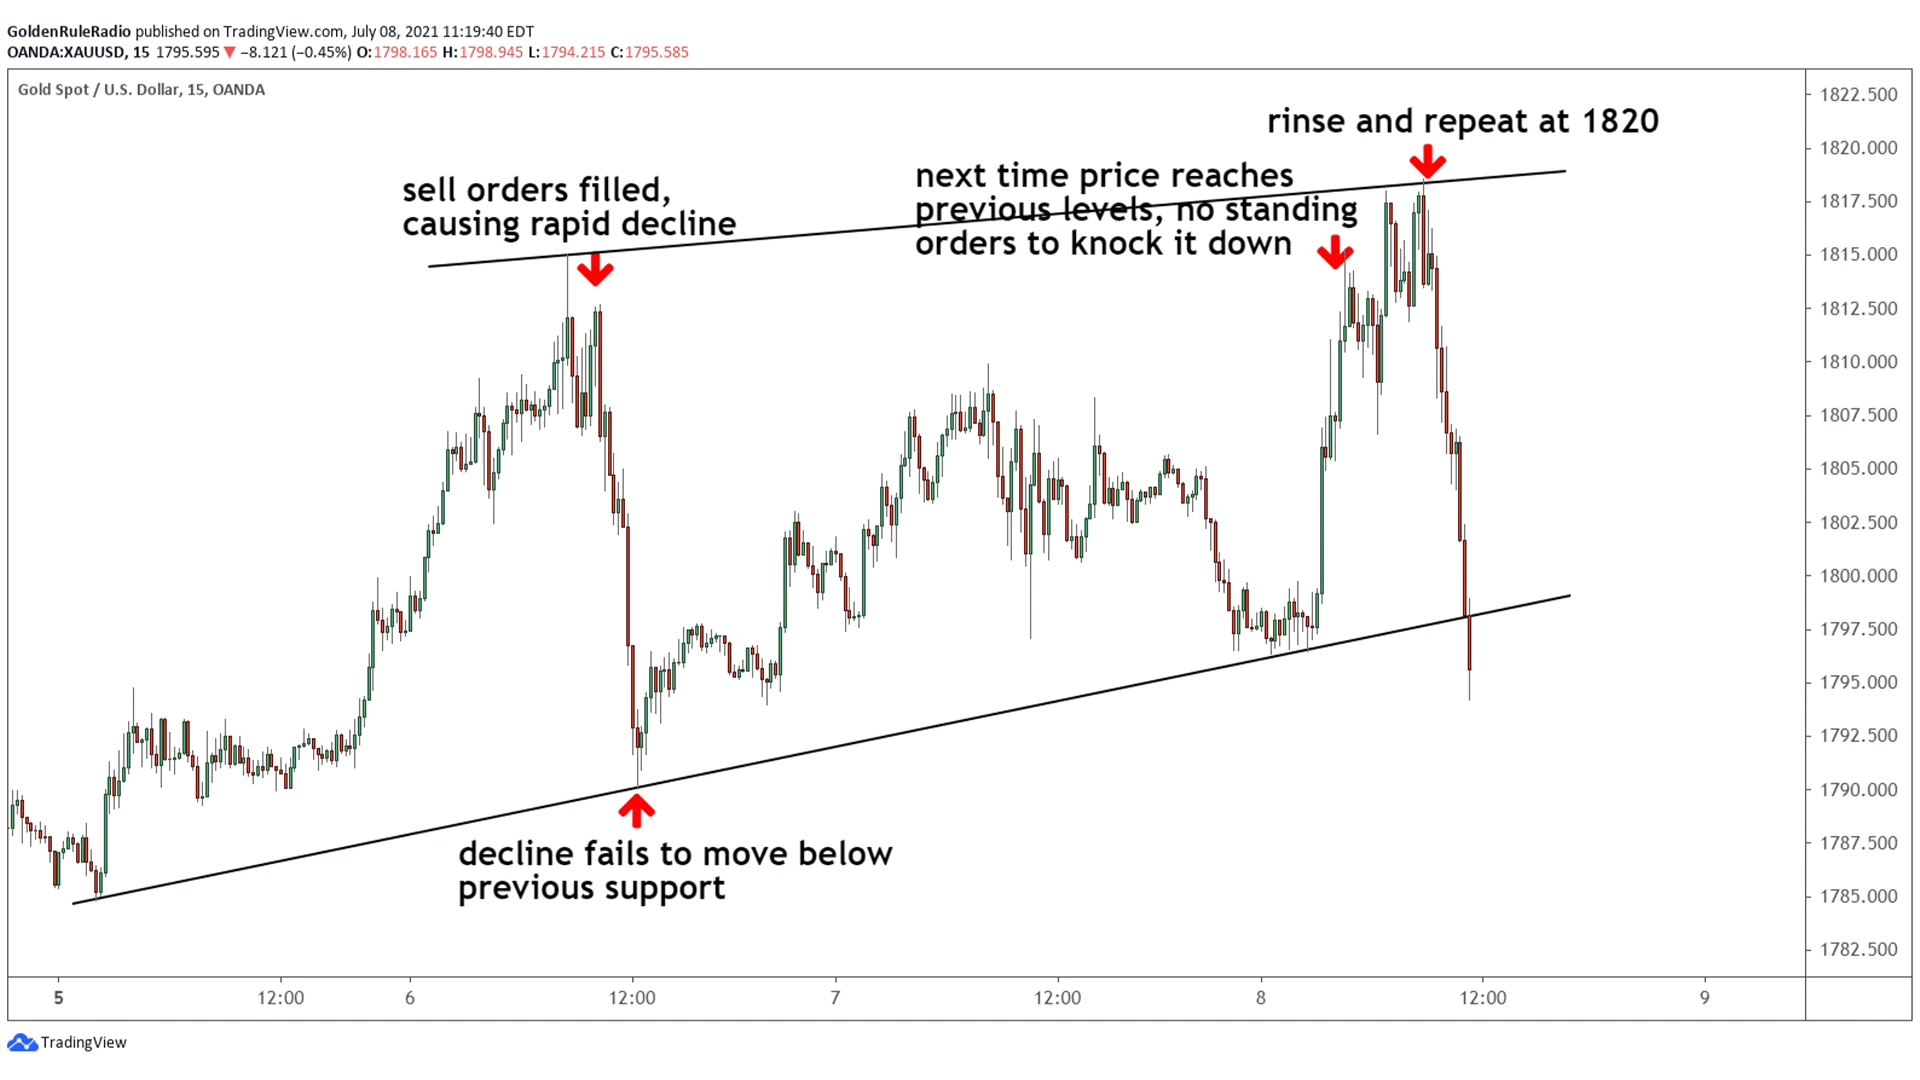 GoldenRuleRadio published on TradingView.com, July 08, 2021 11:19:40 EDT
OANDA:XAUUSD, 15 1795.595 ▼ −8.121 (−0.45%) O:1798.165 H:1798.945 L:1794.215 C:1795.585
Gold Spot / U.S. Dollar, 15, OANDA
rinse and repeat at 1820
next time price reaches
previous levels, no standing
orders to knock it down
sell orders filled,
causing rapid decline
decline fails to move below
previous support
1822.500
1820.000
1817.500
1815.000
1812.500
1810.000
1807.500
1805.000
1802.500
1800.000
1797.500
1795.000
1792.500
1790.000
1787.500
1785.000
1782.500
5 12:00 6 12:00 7 12:00 8 12:00 9
TradingView